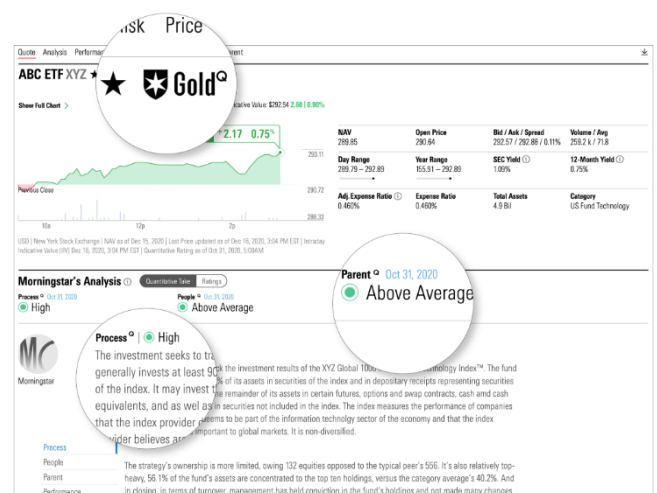 isk Price
Quote Analysis Performa
rent
ABC ETF XYZ ★
★ Gold Q
Show Full Chart >
icative Value: $292.54 2.60 | 0.90%
2.17 0.75%
293.11
Previous Close
290.72
288.33
10a 12p 2p
NAV Open Price Bid / Ask / Spread Volume / Avg
289.85 290.64 292.57 / 292.88 / 0.11% 259.2 k / 71.8
Day Range Year Range SEC Yield 12-Month Yield
289.79 – 292.89 155.91 – 292.89 1.09% 0.75%
Adj. Expense Ratio Expense Ratio Total Assets Category
0.460% 0.460% 4.9 Bil US Fund Technology
USD | New York Stock Exchange | NAV as of Dec 15, 2020 | Last Price updated as of Dec 16, 2020, 3:04 PM EST | Intraday
Indicative Value (IIV) Dec 16, 2020, 3:04 PM EST | Quantitative Rating as of Oct 31, 2020, 5:00AM
Morningstar's Analysis Quantitative Take Ratings
Process Q Oct 31, 2020
High
People Q Oct 31, 2020
Above Average
Parent Q Oct 31, 2020
Above Average
Process Q | High
The investment seeks to tra
ck the investment results of the XYZ Global 100
nology Index™. The fund
generally invests at least 90
% of its assets in securities of the index and in depositary receipts representing securities
of the index. It may invest t
he remainder of its assets in certain futures, options and swap contracts, cash amd cash
equivalents, and as well as in securities not included in the index. The index measures the performance of companies
that the index provider
eems to be part of the information technolgy sector of the economy and that the index
vider believes are
important to global markets. It is non-diversified.
Morningstar
Process
People
Parent
Performance
The strategy's ownership is more limited, owing 132 equities opposed to the typical peer's 556. It's also relatively top-
heavy, 56.1% of the fund's assets are concentrated to the top ten holdings, versus the category average's 40.2%. And
in closing, in terms of turnover, management has held conviction in the fund's holdings and not made many changes